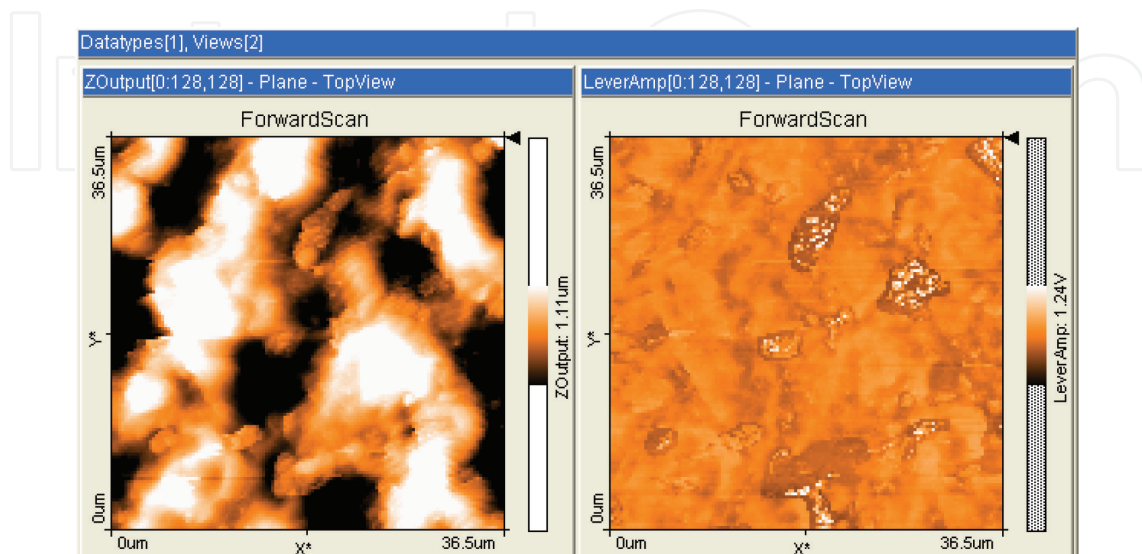 Datatypes[1], Views[2]
ZOutput[0:128,128] - Plane - TopView
ForwardScan
36.5um
Y*
0um
0um
X*
36.5um
ZOutput: 1.11um
LeverAmp[0:128,128] - Plane - TopView
ForwardScan
36.5um
Y*
0um
0um
X*
36.5um
LeverAmp: 1.24V